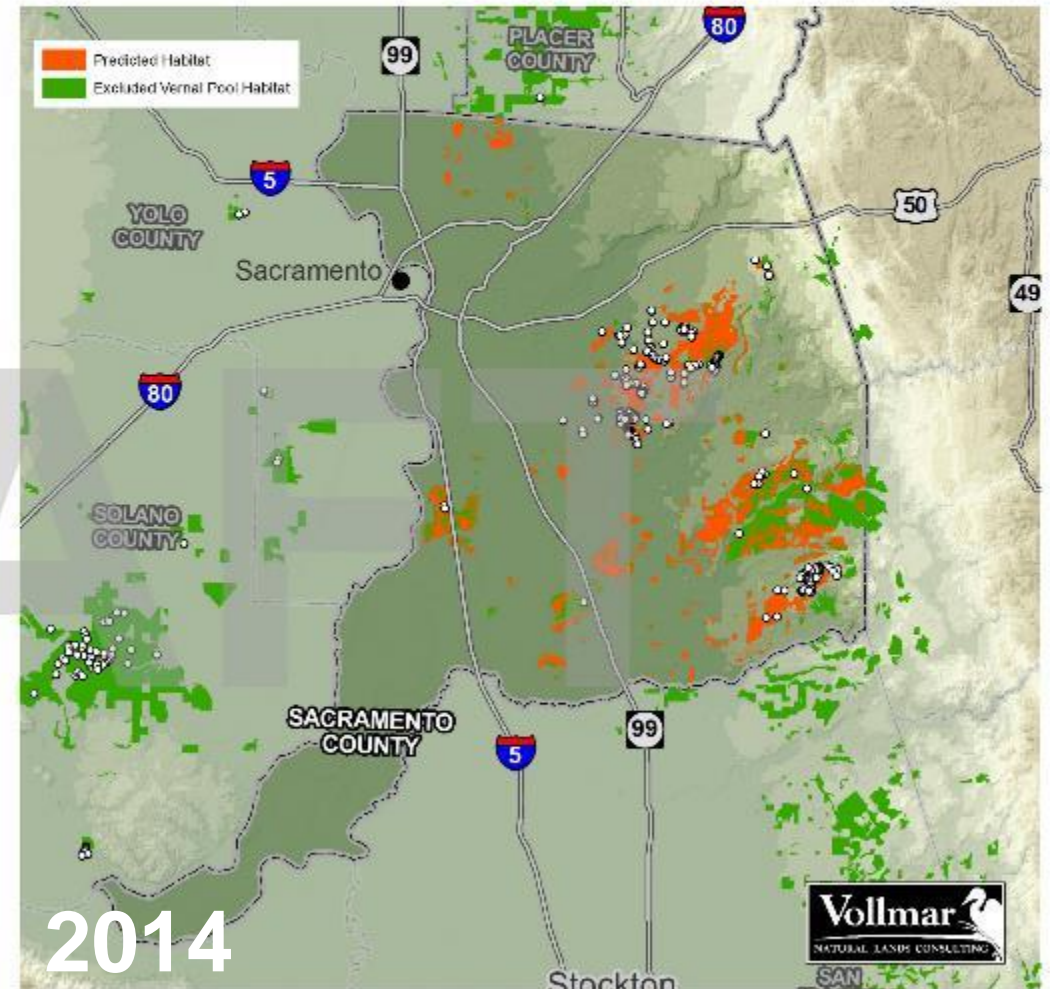 Predicted Habitat
Excluded Vernal Pool Habitat
99
80
PLACER
COUNTY
5
YOLO
COUNTY
50
Sacramento
49
80
SOLANO
COUNTY
SACRAMENTO
COUNTY
5
99
2014
Vollmar
NATURAL LANDS CONSULTING
Stockton
SAN
AFT